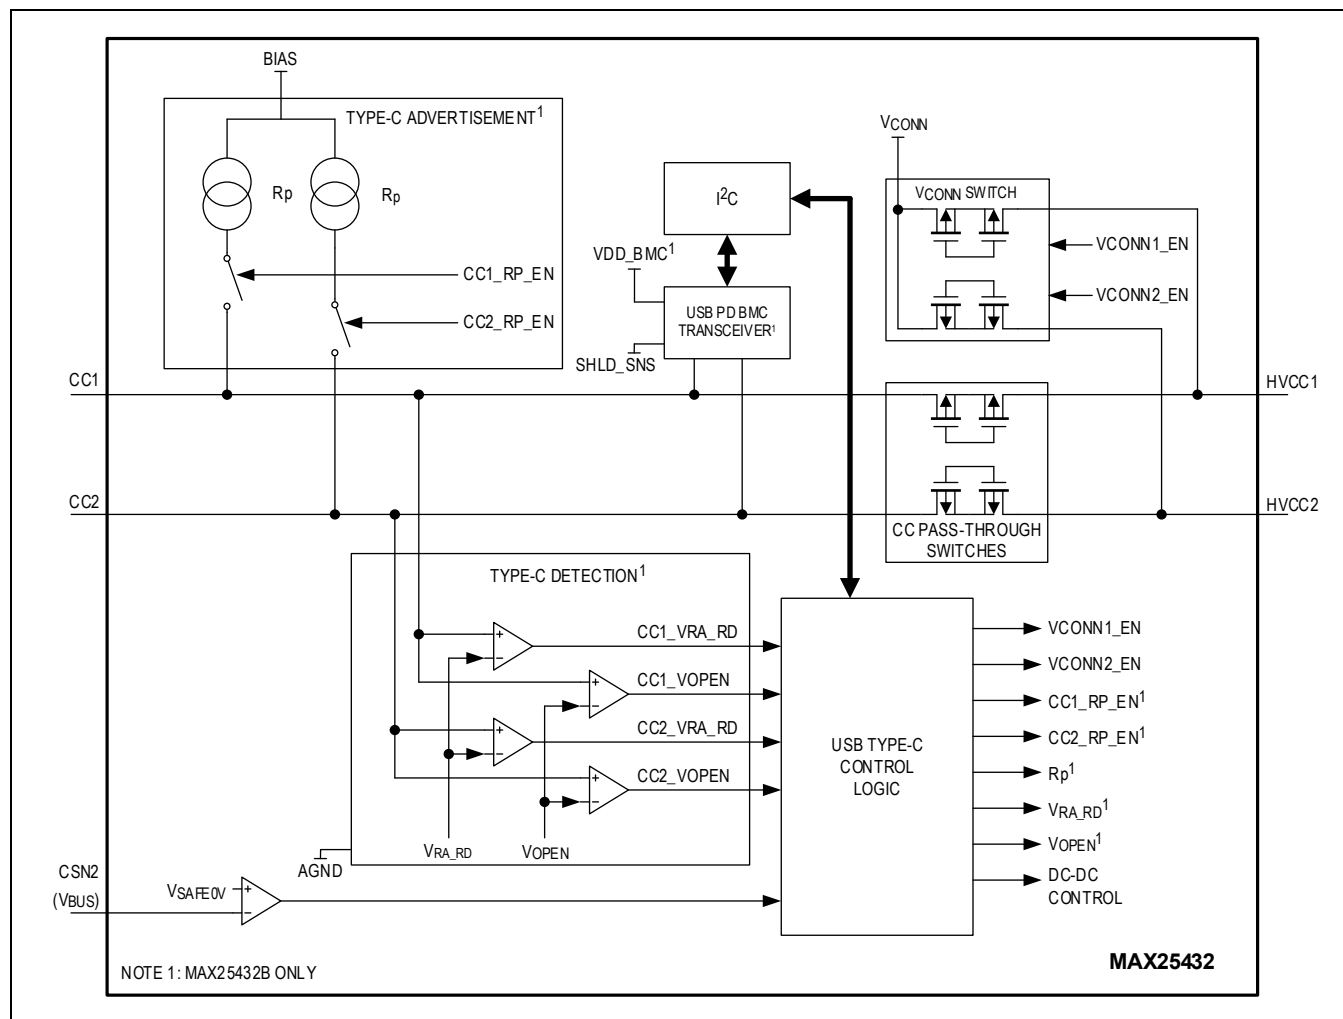 BIAS
TYPE-C ADVERTISEMENT1
Rp
Rp
CC1_RP_EN
CC2_RP_EN
I2C
VDD_BMC1
USB PD BMC
TRANSCEIVER1
SHLD_SNS
VCONN
VCONN SWITCH
VCONN1_EN
VCONN2_EN
CC1
HVCC1
CC2
HVCC2
CC PASS-THROUGH
SWITCHES
TYPE-C DETECTION1
+
−
CC1_VRA_RD
+
−
CC1_VOPEN
+
−
CC2_VRA_RD
+
−
CC2_VOPEN
VRA_RD
VOPEN
AGND
USB TYPE-C
CONTROL
LOGIC
VCONN1_EN
VCONN2_EN
CC1_RP_EN1
CC2_RP_EN1
Rp1
VRA_RD1
VOPEN1
DC-DC
CONTROL
CSN2
(VBUS)
VSAFE0V
+
−
NOTE 1: MAX25432B ONLY
MAX25432